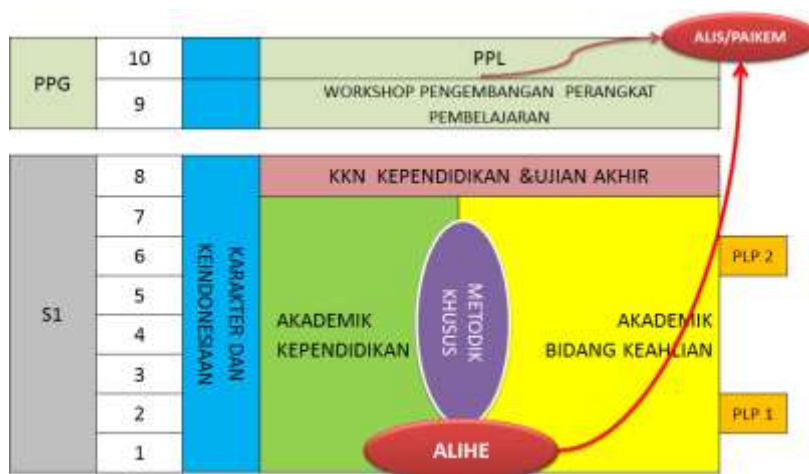 ALIS/PAIKEM
PPG
10
PPL
9
WORKSHOP PENGEMBANGAN PERANGKAT
PEMBELAJARAN
S1
8
KKN KEPENDIDIKAN &UJIAN AKHIR
7
6
5
4
3
2
1
KARAKTER DAN
KEINDONESIAAN
AKADEMIK
KEPENDIDIKAN
METODIK
KHUSUS
AKADEMIK
BIDANG KEAHLIAN
PLP 2
PLP 1
ALIHE